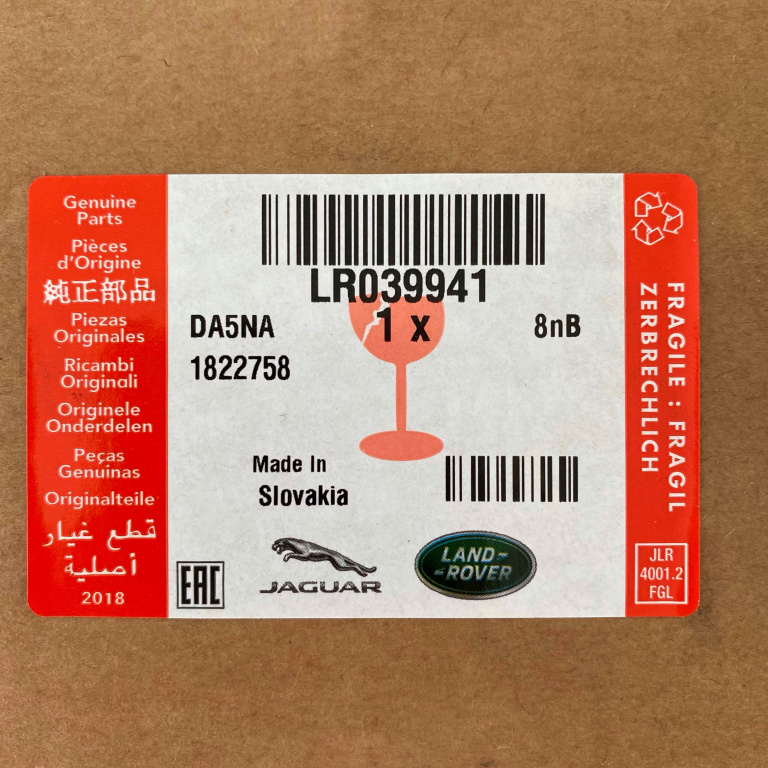 Genuine
Parts
Pièces
d'Origine
純正部品
Piezas
Originales
Ricambi
Originali
Originele
Onderdelen
Peças
Genuinas
Originalteile
قطع غيار
أصلية
2018
LR039941
DA5NA
1 x
8nB
1822758
Made In
Slovakia
EAC
JAGUAR
LAND-
-ROVER
FRAGILE : FRAGIL
ZERBRECHLICH
JLR
4001.2
FGL